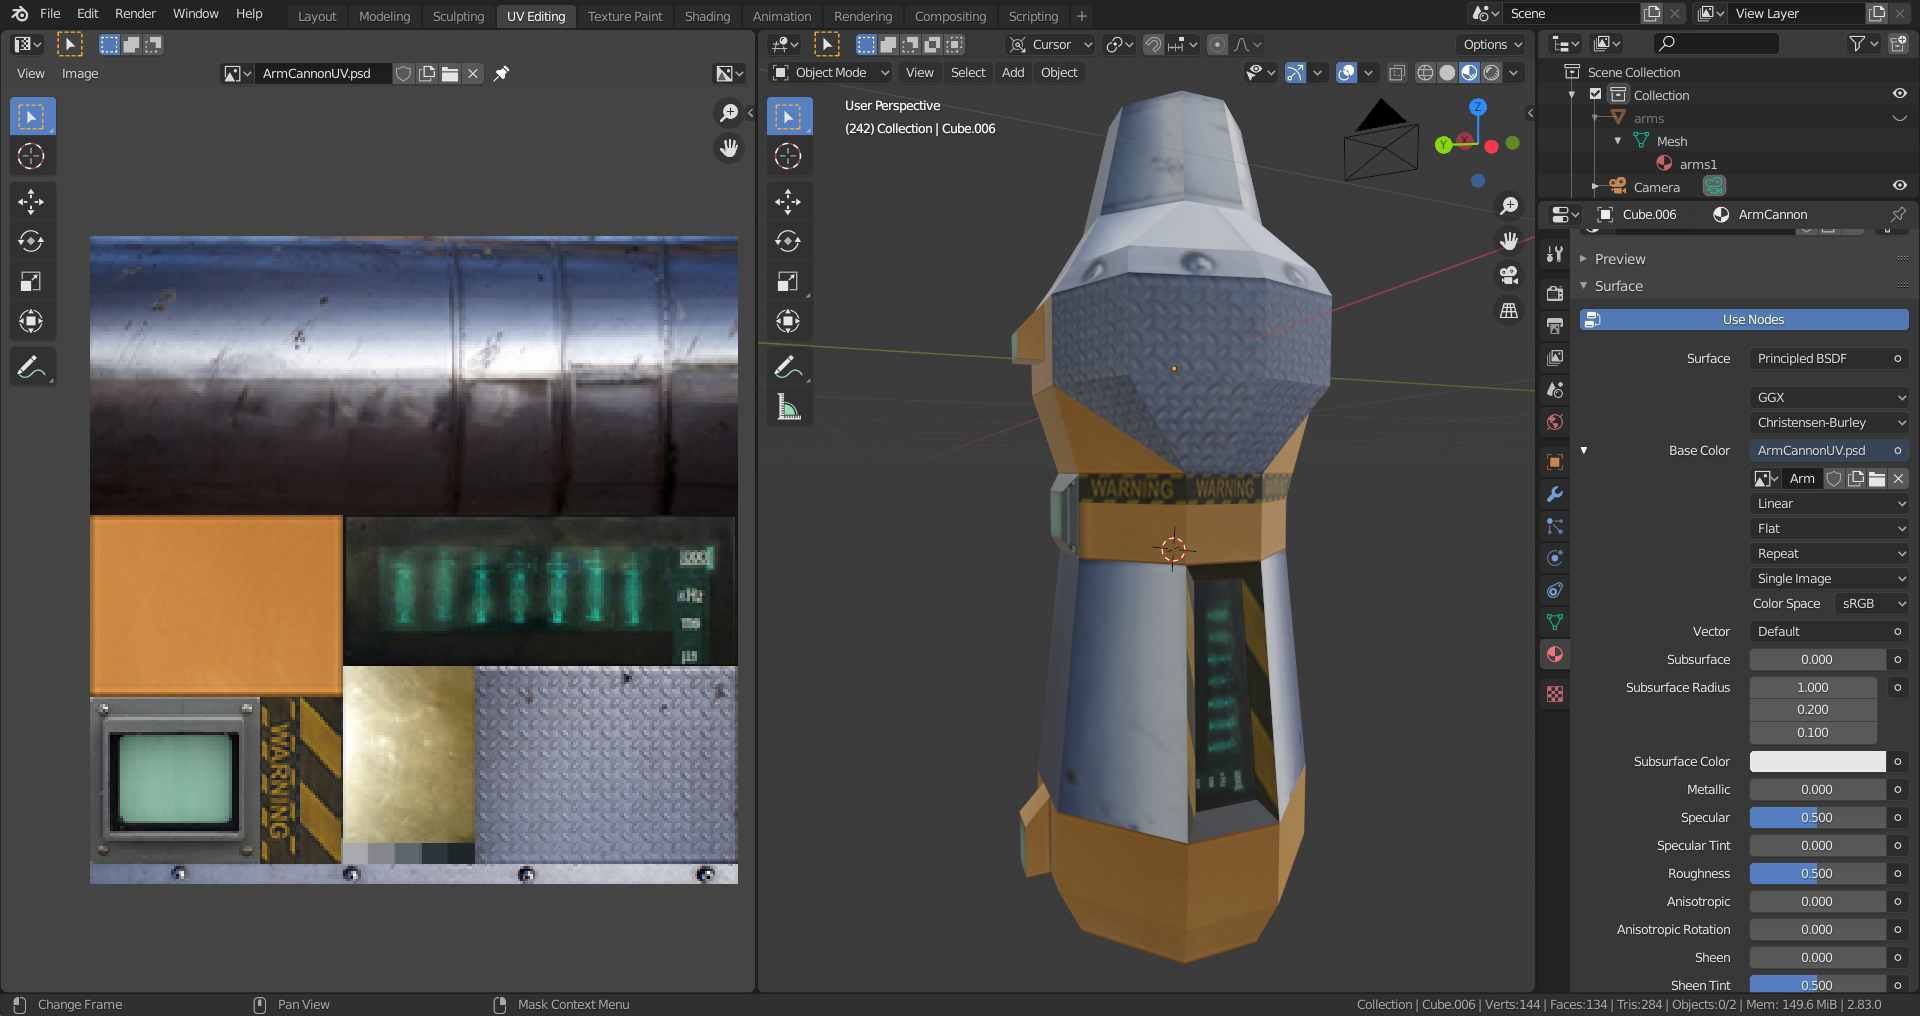 File Edit Render Window Help Layout Modeling Sculpting UV Editing Texture Paint Shading Animation Rendering Compositing Scripting + Scene View Layer
Cursor Options
View Image ArmCannonUV.psd Object Mode View Select Add Object
Scene Collection
Collection
arms
Mesh
arms1
Camera
User Perspective
(242) Collection | Cube.006
Z
Y
X
Cube.006 ArmCannon
Preview
Surface
Use Nodes
Surface Principled BSDF
GGX
Christensen-Burley
Base Color ArmCannonUV.psd
Arm
Linear
Flat
Repeat
Single Image
Color Space sRGB
Vector Default
Subsurface 0.000
Subsurface Radius 1.000
0.200
0.100
Subsurface Color
Metallic 0.000
Specular 0.500
Specular Tint 0.000
Roughness 0.500
Anisotropic 0.000
Anisotropic Rotation 0.000
Sheen 0.000
Sheen Tint 0.500
WARNING
WARNING WARNING
Change Frame Pan View Mask Context Menu Collection | Cube.006 | Verts:144 | Faces:134 | Tris:284 | Objects:0/2 | Mem: 149.6 MiB | 2.83.0